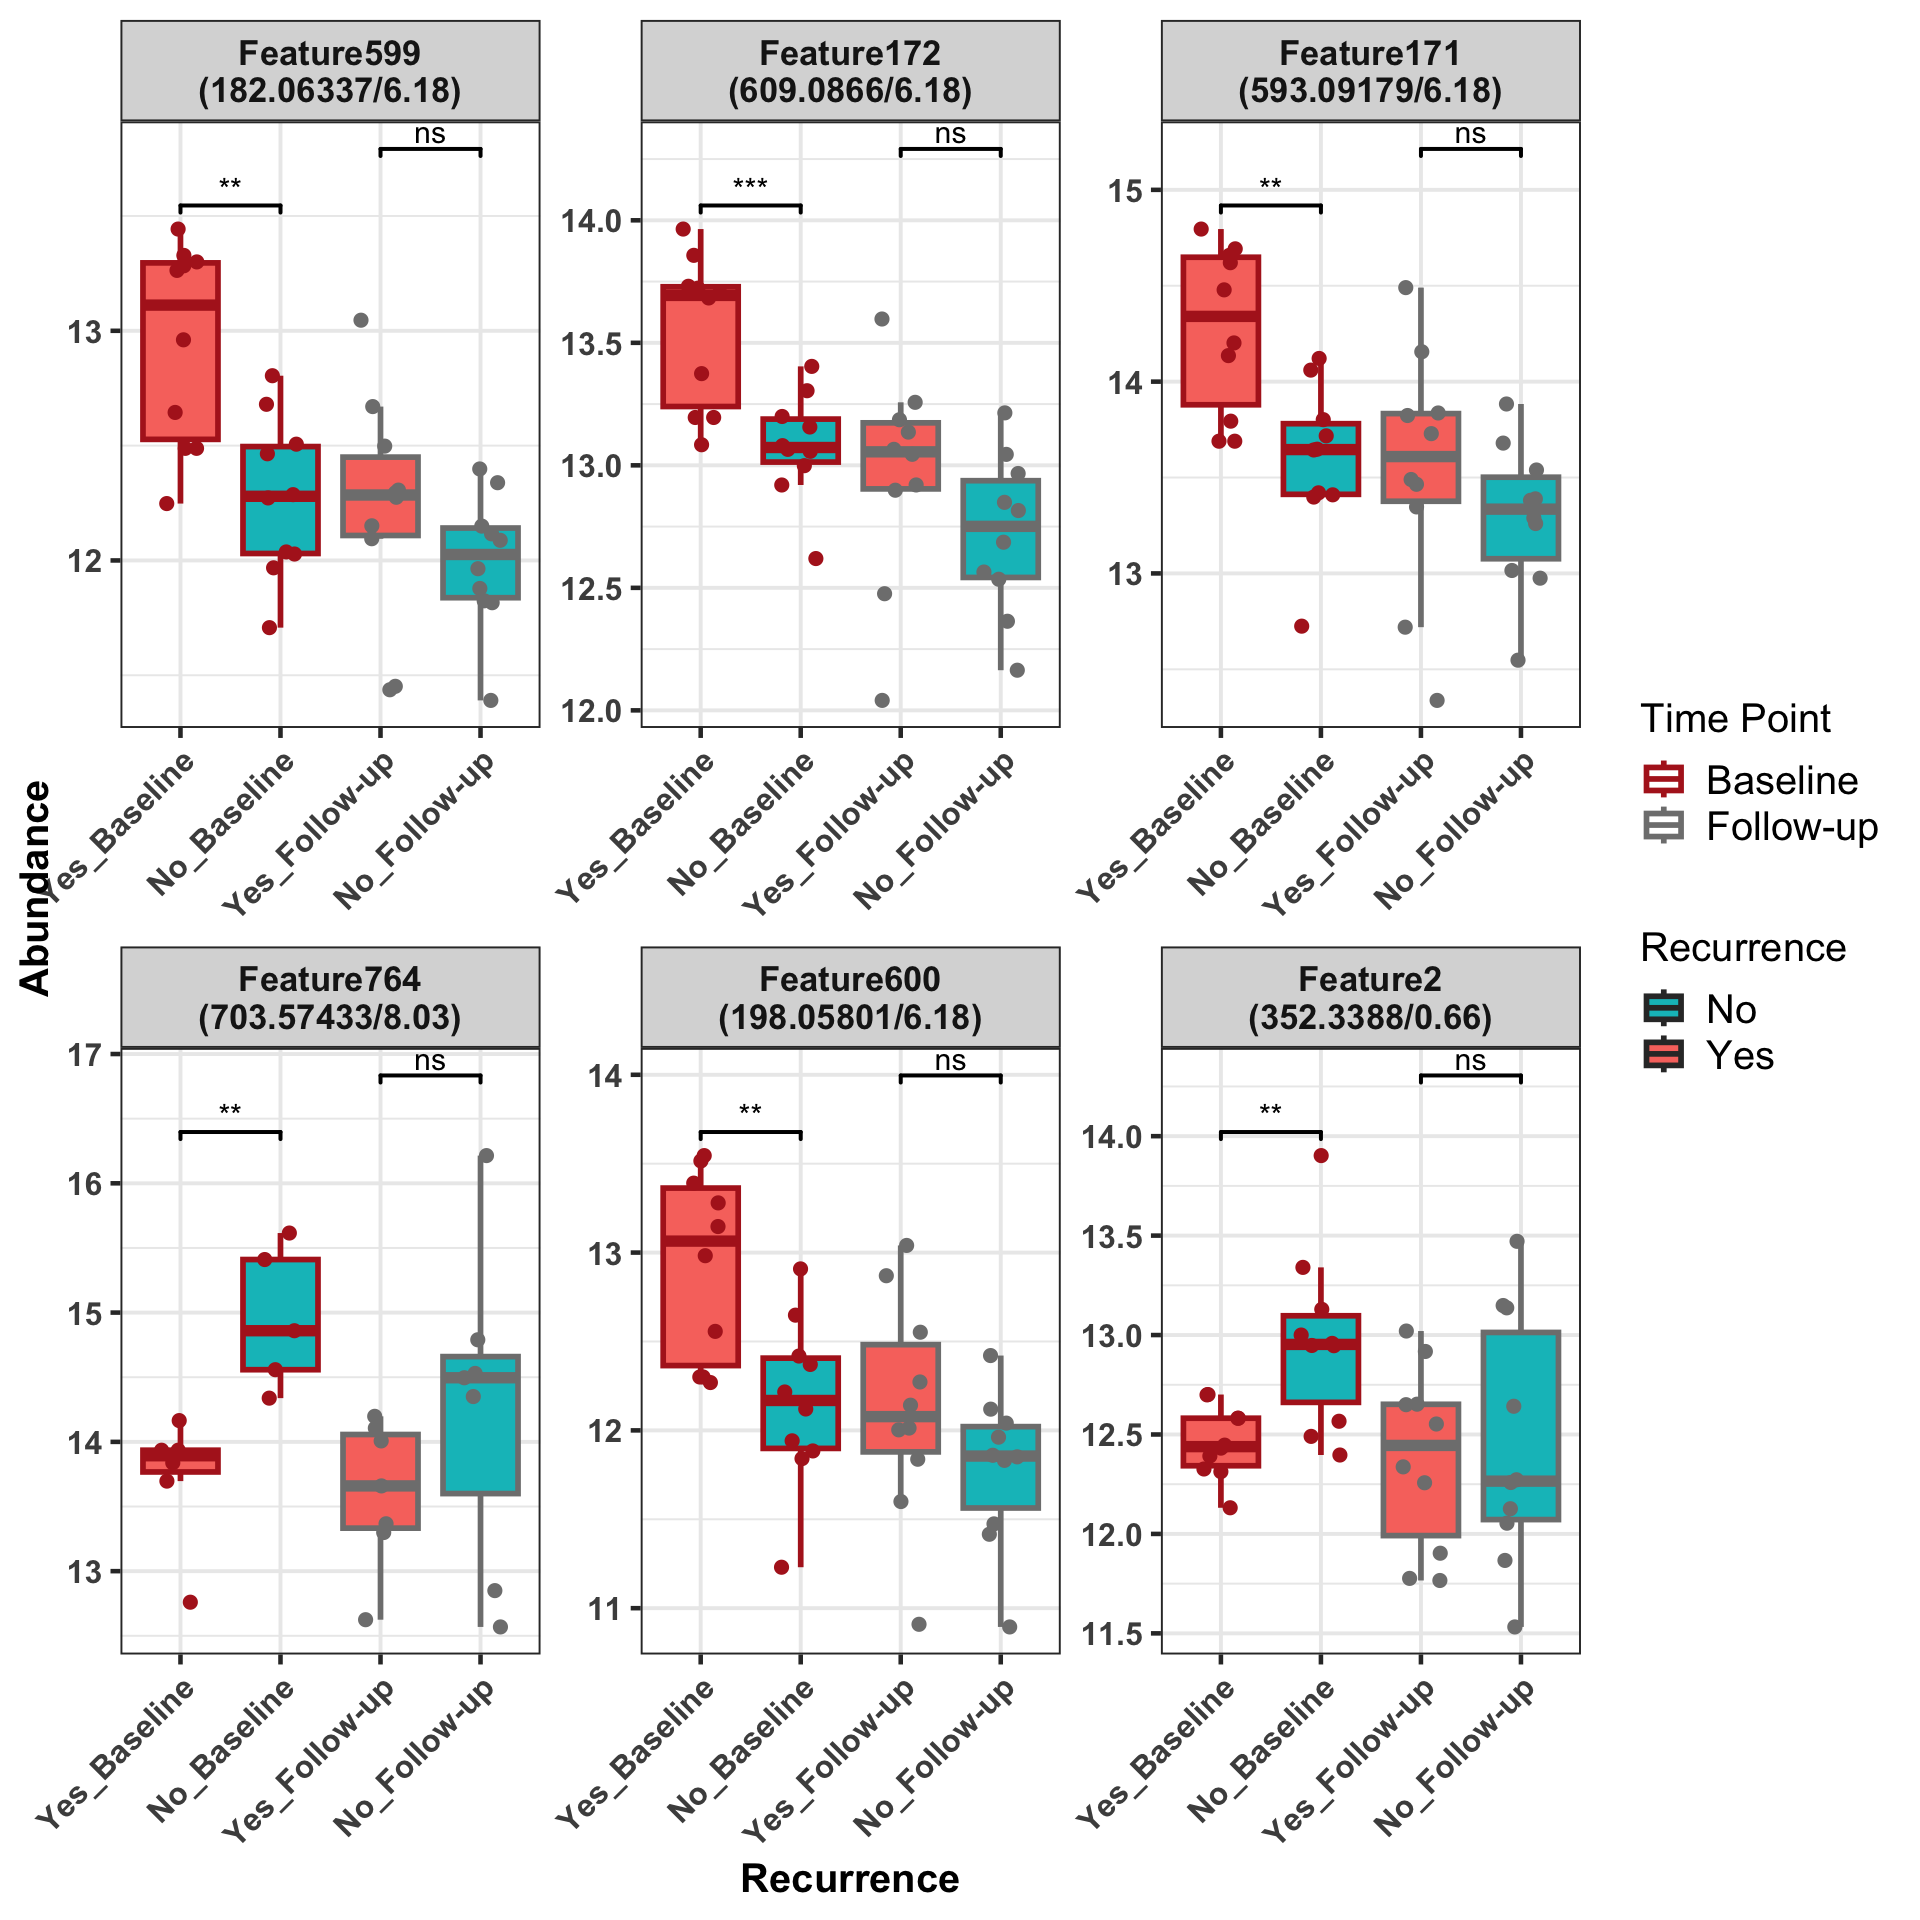 Feature599
(182.06337/6.18)
Feature172
(609.0866/6.18)
Feature171
(593.09179/6.18)
ns
**
13
12
ns
***
14.0
13.5
13.0
12.5
12.0
ns
**
15
14
13
Yes_Baseline
No_Baseline
Yes_Follow-up
No_Follow-up
Yes_Baseline
No_Baseline
Yes_Follow-up
No_Follow-up
Yes_Baseline
No_Baseline
Yes_Follow-up
No_Follow-up
Abundance
Feature764
(703.57433/8.03)
Feature600
(198.05801/6.18)
Feature2
(352.3388/0.66)
ns
**
17
16
15
14
13
ns
**
14
13
12
11
ns
**
14.0
13.5
13.0
12.5
12.0
11.5
Yes_Baseline
No_Baseline
Yes_Follow-up
No_Follow-up
Yes_Baseline
No_Baseline
Yes_Follow-up
No_Follow-up
Yes_Baseline
No_Baseline
Yes_Follow-up
No_Follow-up
Recurrence
Time Point
Baseline
Follow-up
Recurrence
No
Yes